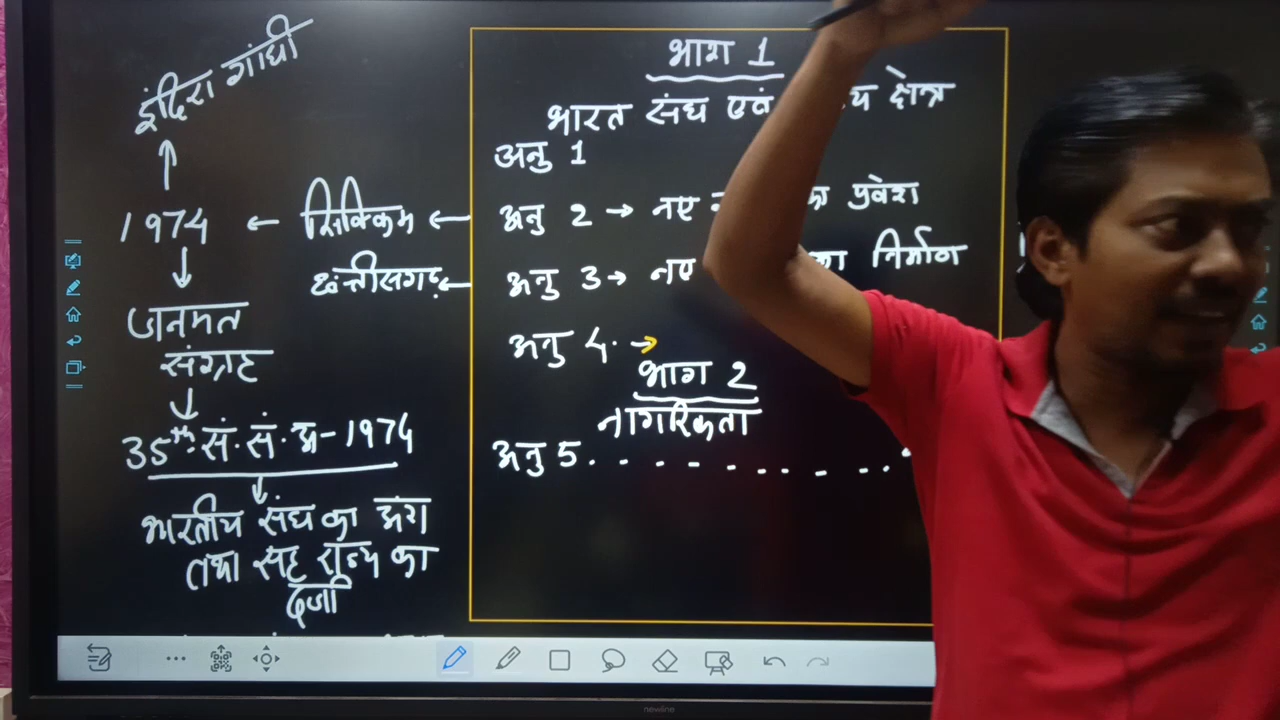 इंदिरा गांधी
1974 ← सिक्किम ←
छत्तीसगढ़ ←
जनमत
संग्रह
35th सं. सं. अ - 1974
भारतीय संघ का अंग
तथा सह राज्य का
दर्जा
भाग 1
भारत संघ एवं क्षेत्र
अनु 1
अनु 2 → नए का प्रवेश
अनु 3 → नए का निर्माण
अनु 4. →
भाग 2
नागरिकता
अनु 5. . . - - - - - - . . .
newline